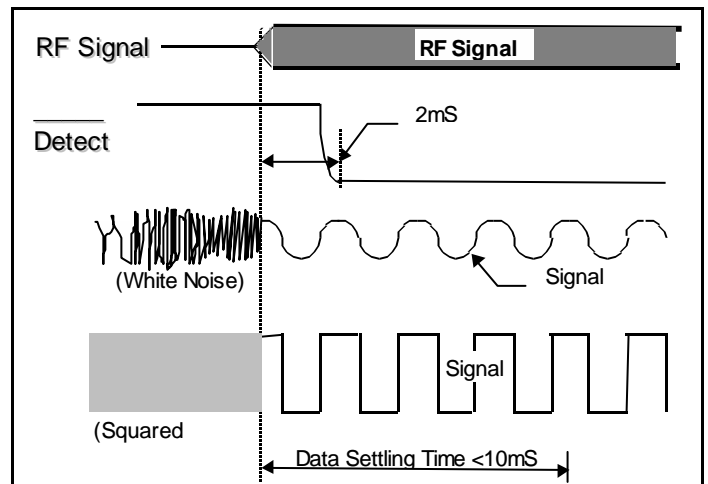 RF Signal
RF Signal
2mS
Detect
(White Noise)
Signal
Signal
(Squared
Data Settling Time <10mS